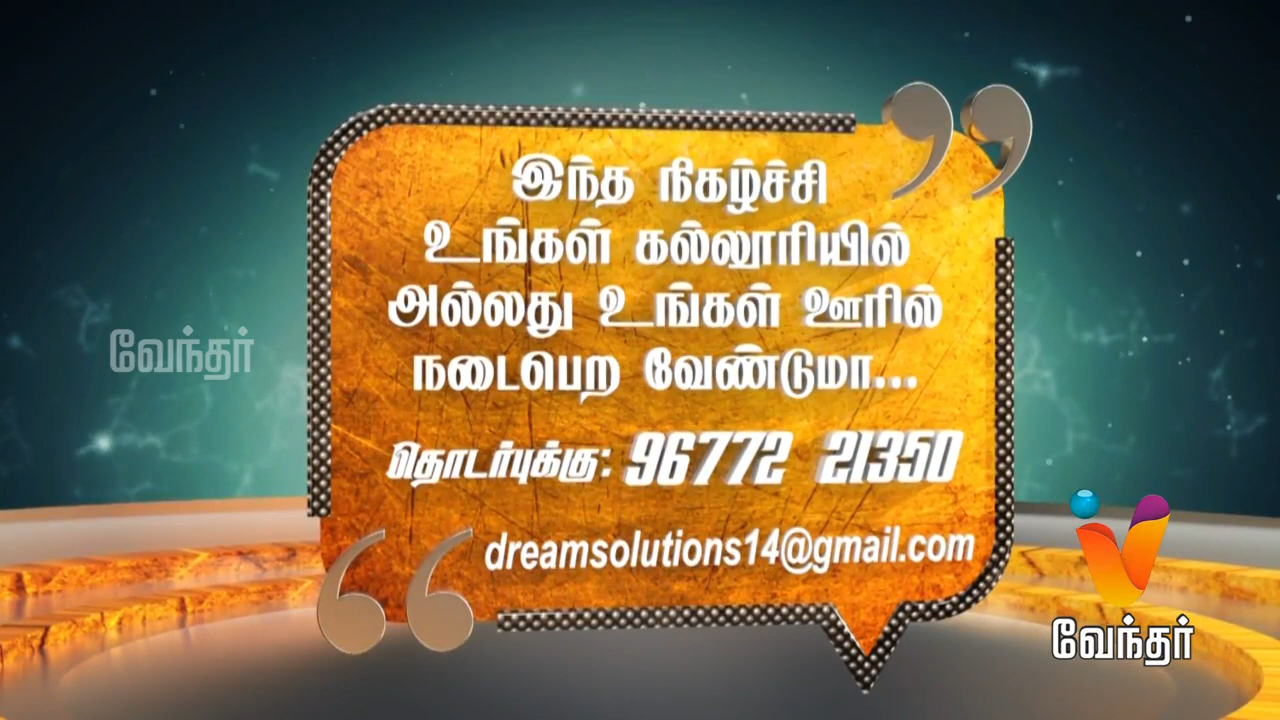 இந்த நிகழ்ச்சி
உங்கள் கல்லூரியில்
அல்லது உங்கள் ஊரில்
நடைபெற வேண்டுமா...
தொடர்புக்கு: 96772 21350
dreamsolutions14@gmail.com
வேந்தர்
வேந்தர்